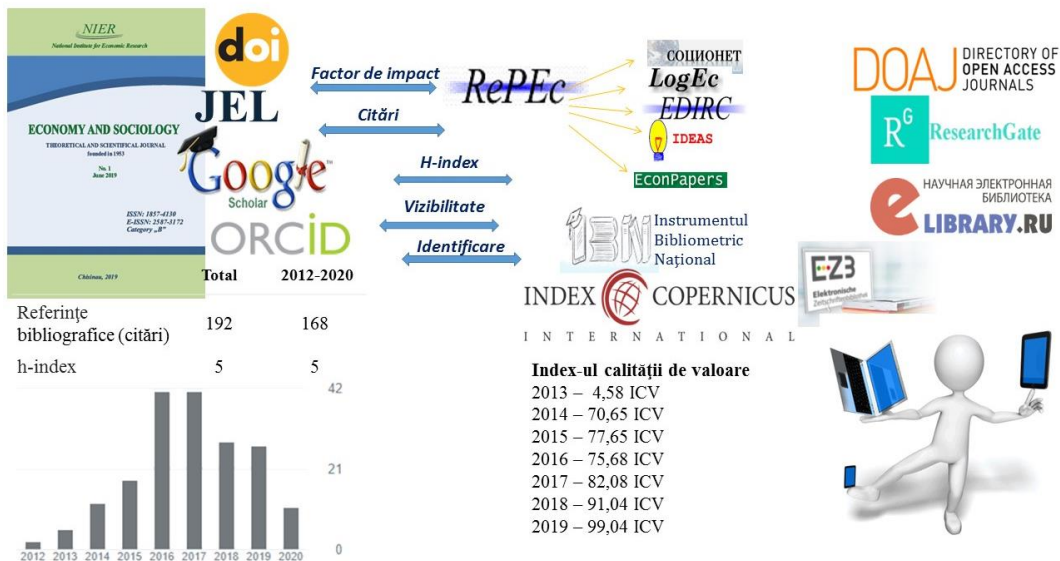 NIER
National Institute for Economic Research
ECONOMY AND SOCIOLOGY
THEORETICAL AND SCIENTIFIC JOURNAL
founded in 1953
No. 1
June 2019
ISSN: 1857-4130
E-ISSN: 2587-3172
Category „B”
Chisinau, 2019
doi
JEL
Google
Scholar
ORCID
Factor de impact
Citări
H-index
Vizibilitate
Identificare
RePEc
СОЦИОНЕТ
LogEc
EDIRC
IDEAS
EconPapers
IBN
Instrumentul
Bibliometric
Naţional
INDEX COPERNICUS
INTERNATIONAL
DOAJ
DIRECTORY OF
OPEN ACCESS
JOURNALS
RG
ResearchGate
НАУЧНАЯ ЭЛЕКТРОННАЯ
БИБЛИОТЕКА
eLIBRARY.RU
EZB
Elektronische
Zeitschriftenbibliothek
Total 2012-2020
Referinţe
bibliografice (citări) 192 168
h-index 5 5
42
21
0
2012 2013 2014 2015 2016 2017 2018 2019 2020
Index-ul calităţii de valoare
2013 – 4,58 ICV
2014 – 70,65 ICV
2015 – 77,65 ICV
2016 – 75,68 ICV
2017 – 82,08 ICV
2018 – 91,04 ICV
2019 – 99,04 ICV